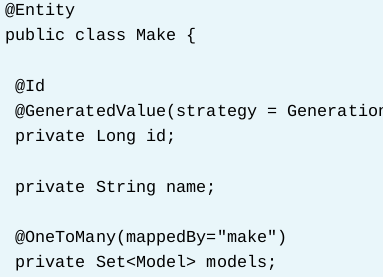 @Entity
public class Make {
@Id
@GeneratedValue(strategy = Generation
private Long id;
private String name;
@OneToMany(mappedBy="make")
private Set<Model> models;